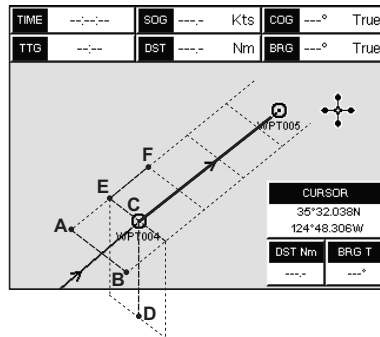 TIME --:--:-- SOG ---.- Kts COG ---° True
TTG --:-- DST ---.- Nm BRG ---° True
F
WPT005
E
C
A
WPT004
B
D
CURSOR
35°32.038N
124°48.306W
DST Nm BRG T
---.- ---°